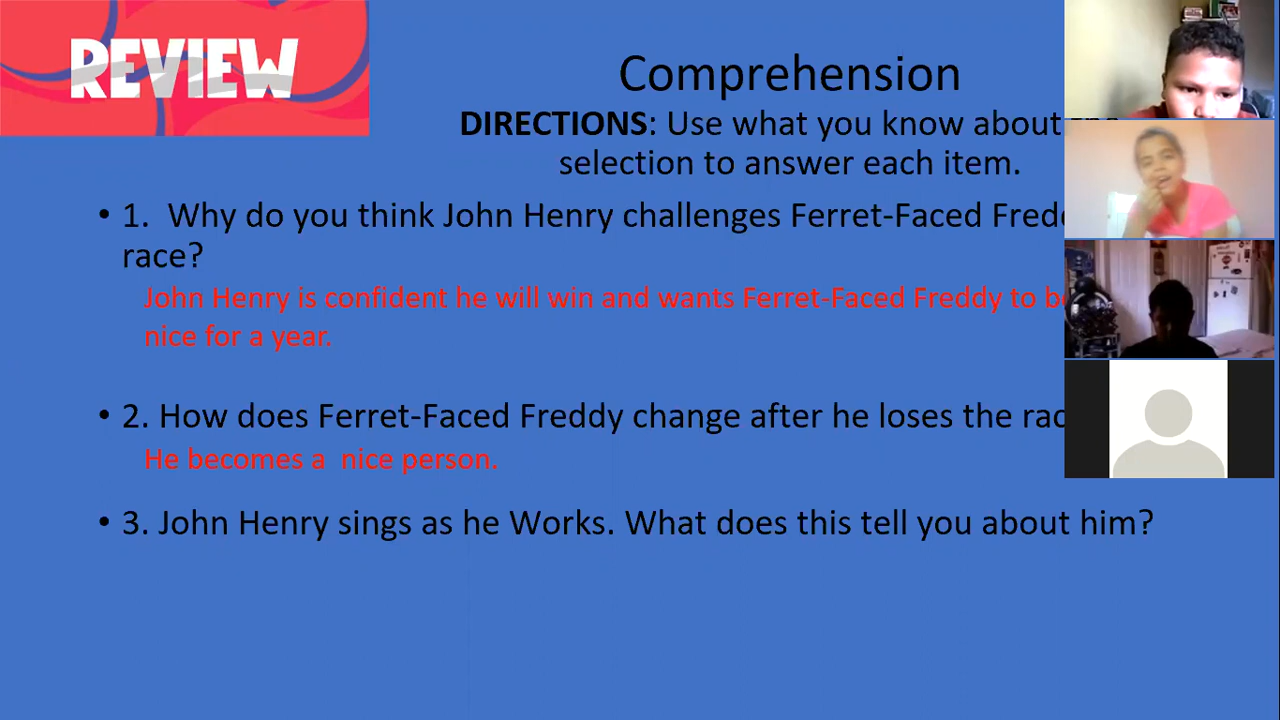 REVIEW
Comprehension
DIRECTIONS: Use what you know about
selection to answer each item.
• 1. Why do you think John Henry challenges Ferret-Faced
race?
John Henry is confident he will win and wants Ferret-Faced Freddy to
nice for a year.
• 2. How does Ferret-Faced Freddy change after he loses the
He becomes a nice person.
• 3. John Henry sings as he Works. What does this tell you about him?